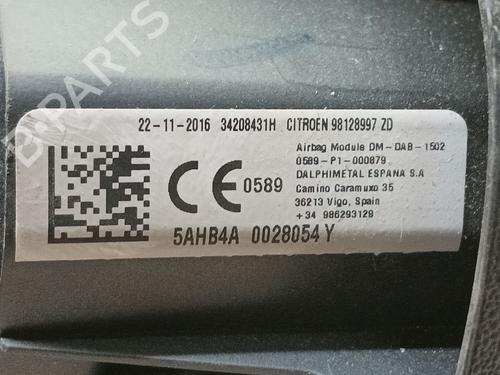 B-PARTS
22-11-2016 34208431H CITROEN 98128997 ZD
Airbag Module DM-DAB-1502
0589-P1-000879
DALPHIMETAL ESPANA S.A
Camino Caramuxo 35
36213 Vigo, Spain
+34 986293129
CE 0589
5AHB4A 0028054Y